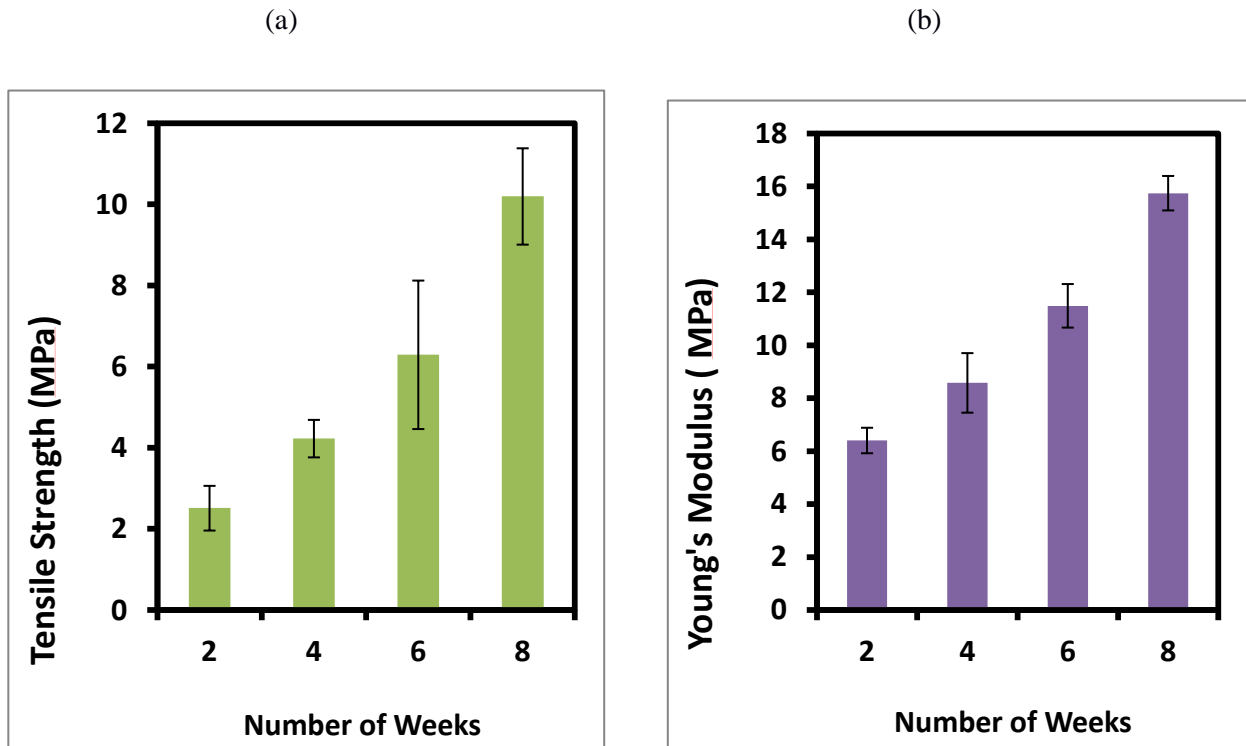 (a)
(b)
Tensile Strength (MPa)
12
10
8
6
4
2
0
2 4 6 8
Number of Weeks
Young's Modulus ( MPa)
18
16
14
12
10
8
6
4
2
0
2 4 6 8
Number of Weeks